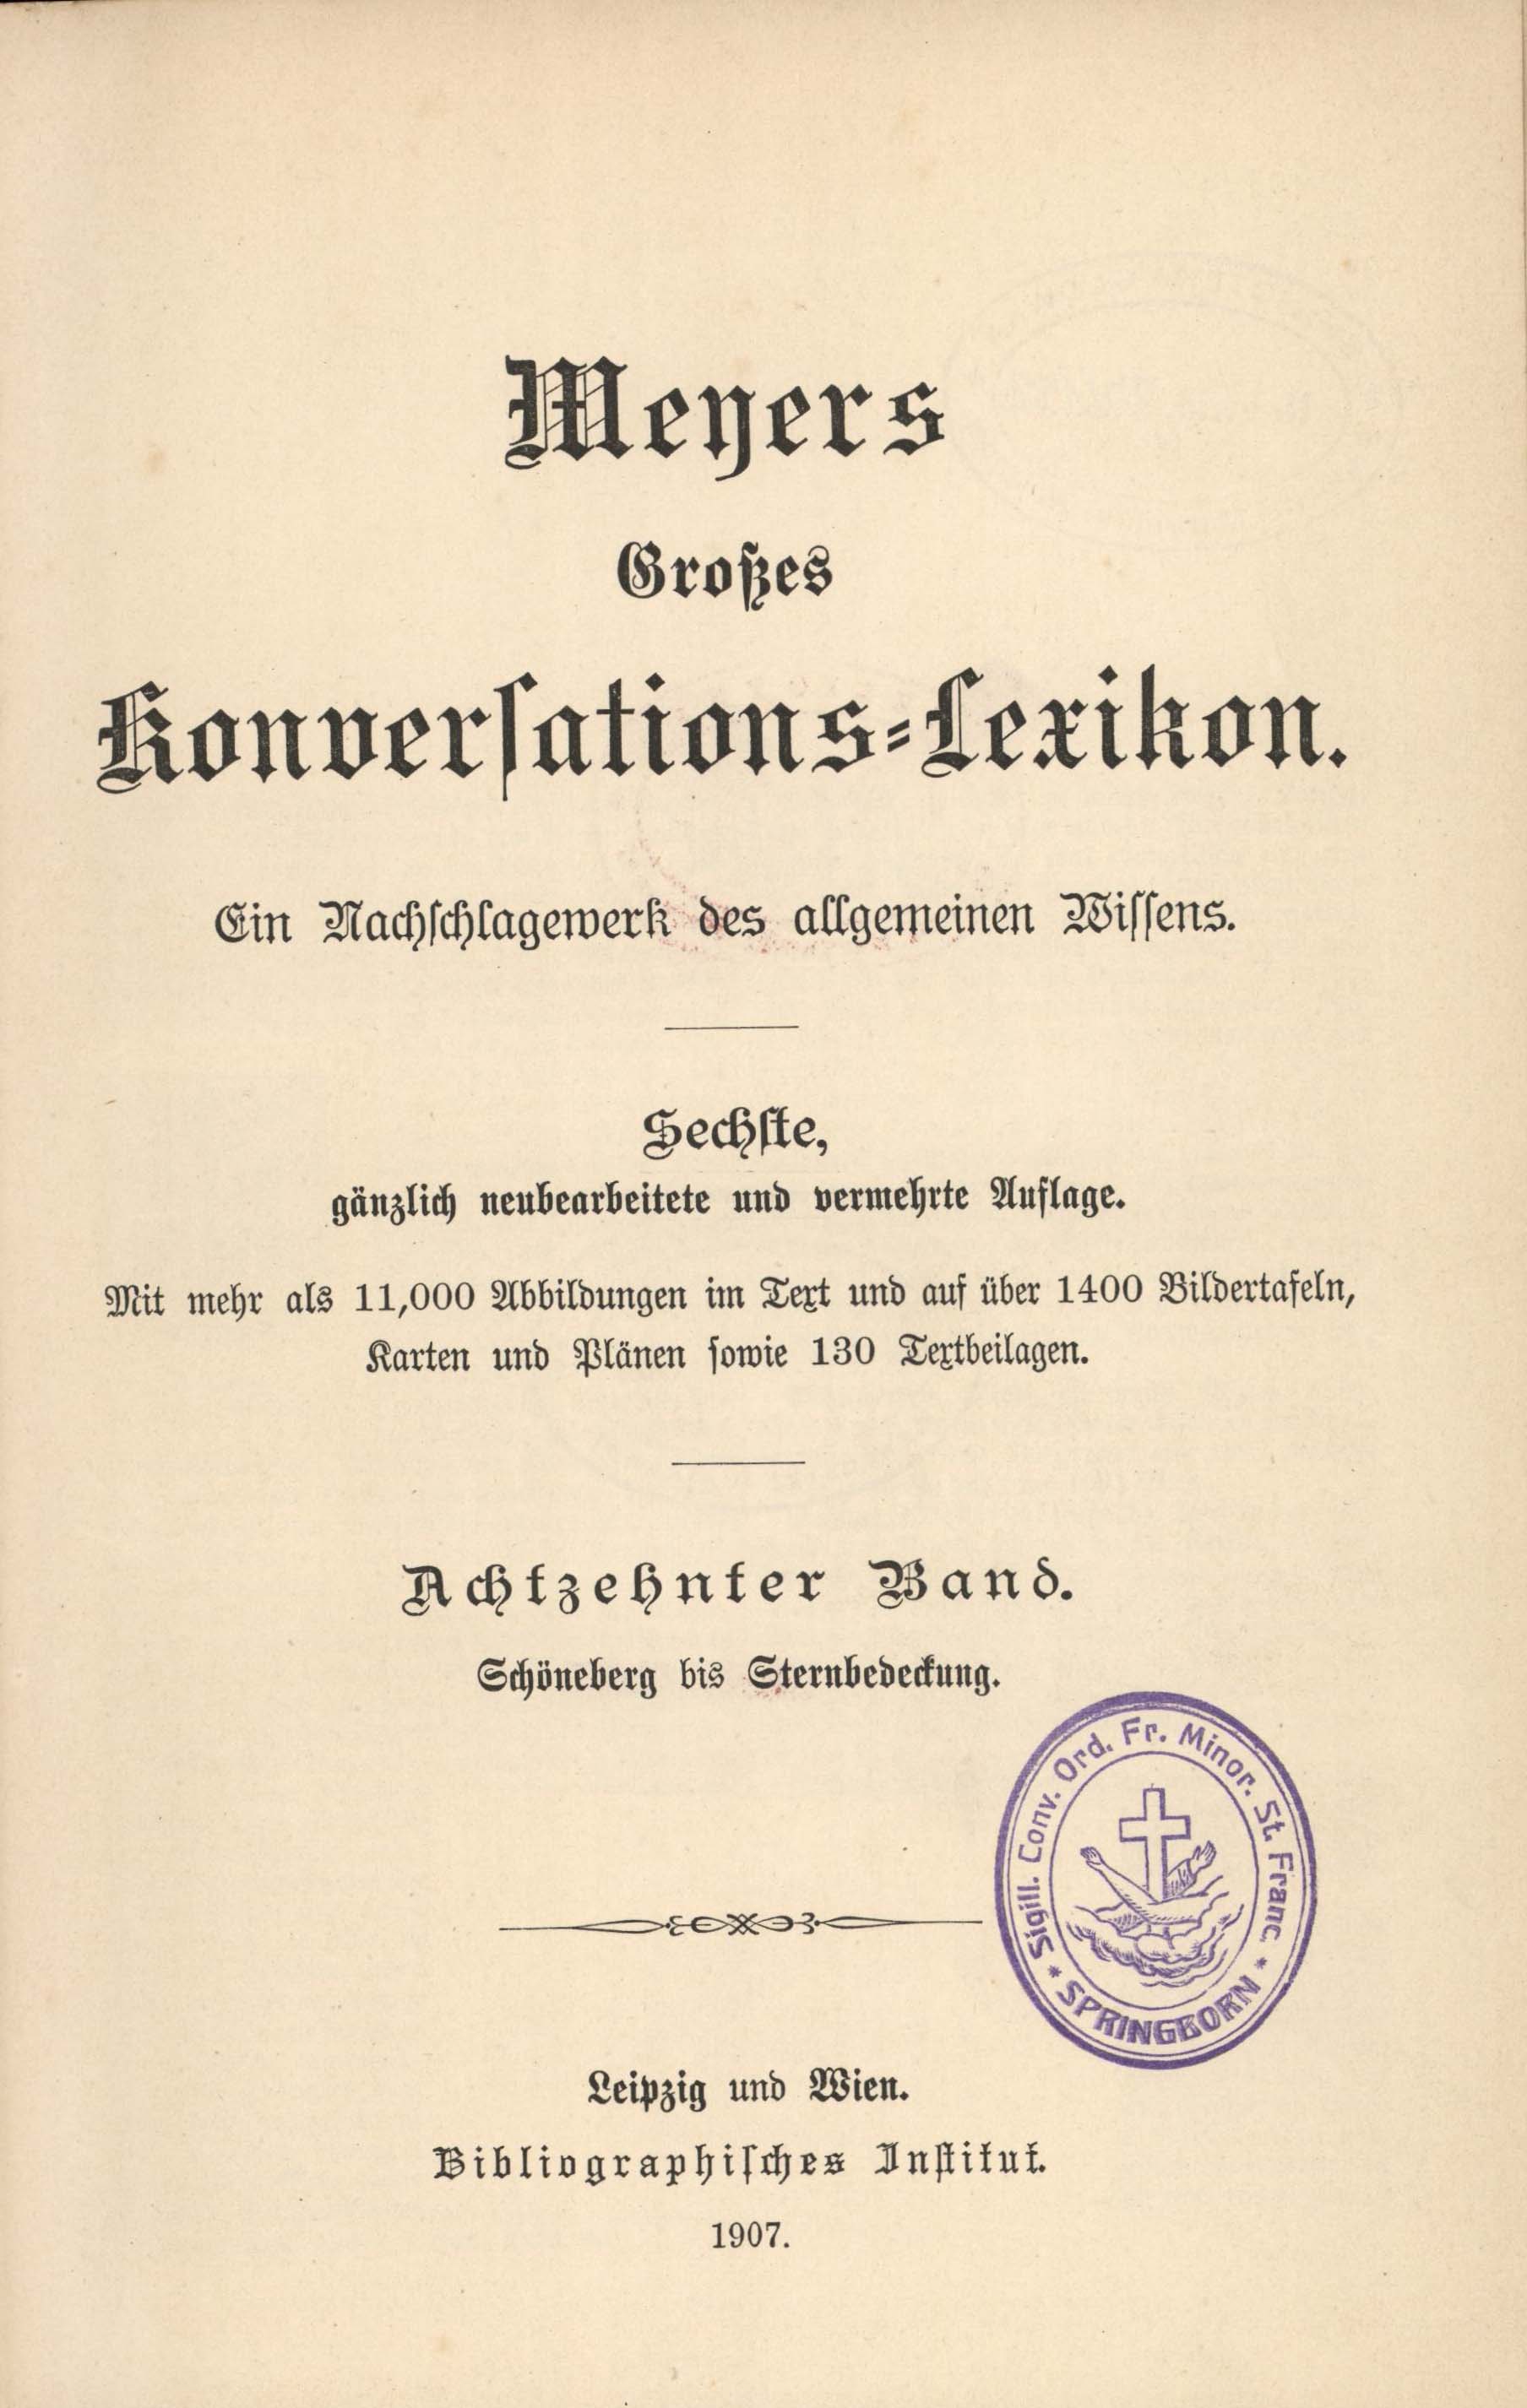 Meyers
Großes
Konverſations-Lexikon.
Ein Nachſchlagewerk des allgemeinen Wiſſens.
Sechſte,
gänzlich neubearbeitete und vermehrte Auflage.
Mit mehr als 11,000 Abbildungen im Text und auf über 1400 Bildertafeln,
Karten und Plänen ſowie 130 Textbeilagen.
Achtzehnter Band.
Schöneberg bis Sternbedeckung.
Sigill. Conv. Ord. Fr. Minor. St. Franc.
* SPRINGBORN *
Leipzig und Wien.
Bibliographiſches Inſtitut.
1907.